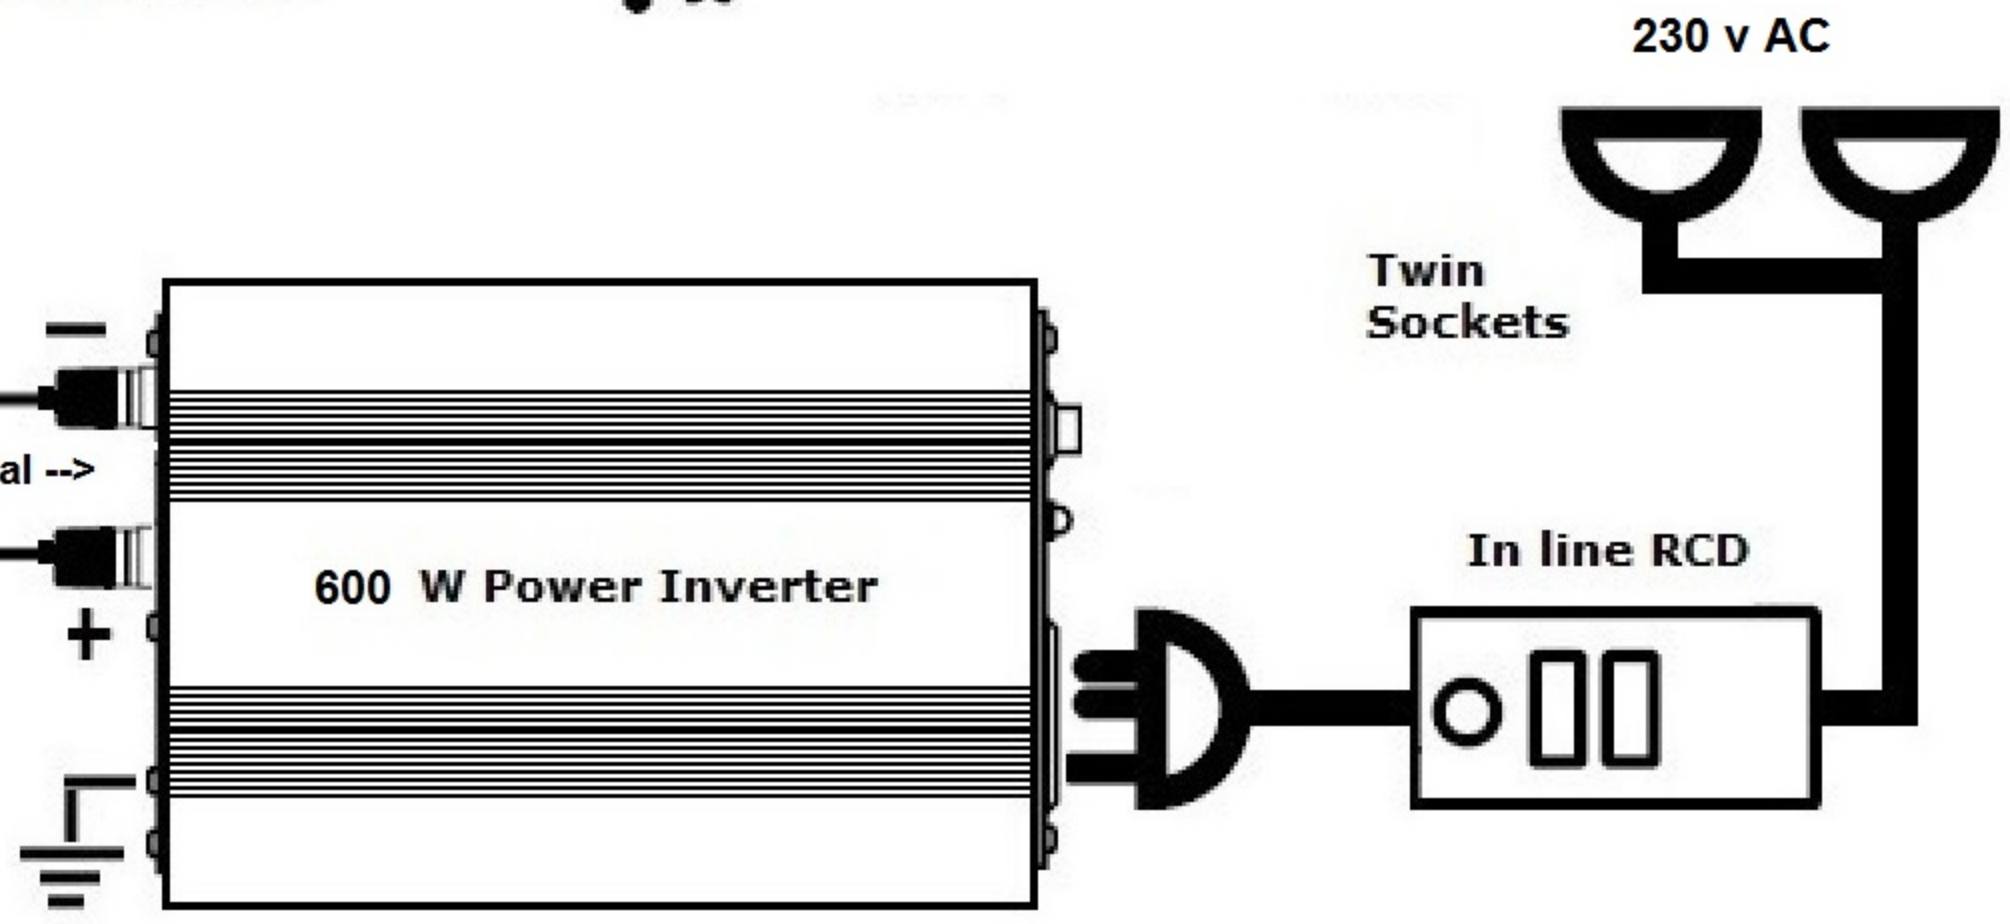 230 v AC
Twin
Sockets
al -->
In line RCD
600 W Power Inverter